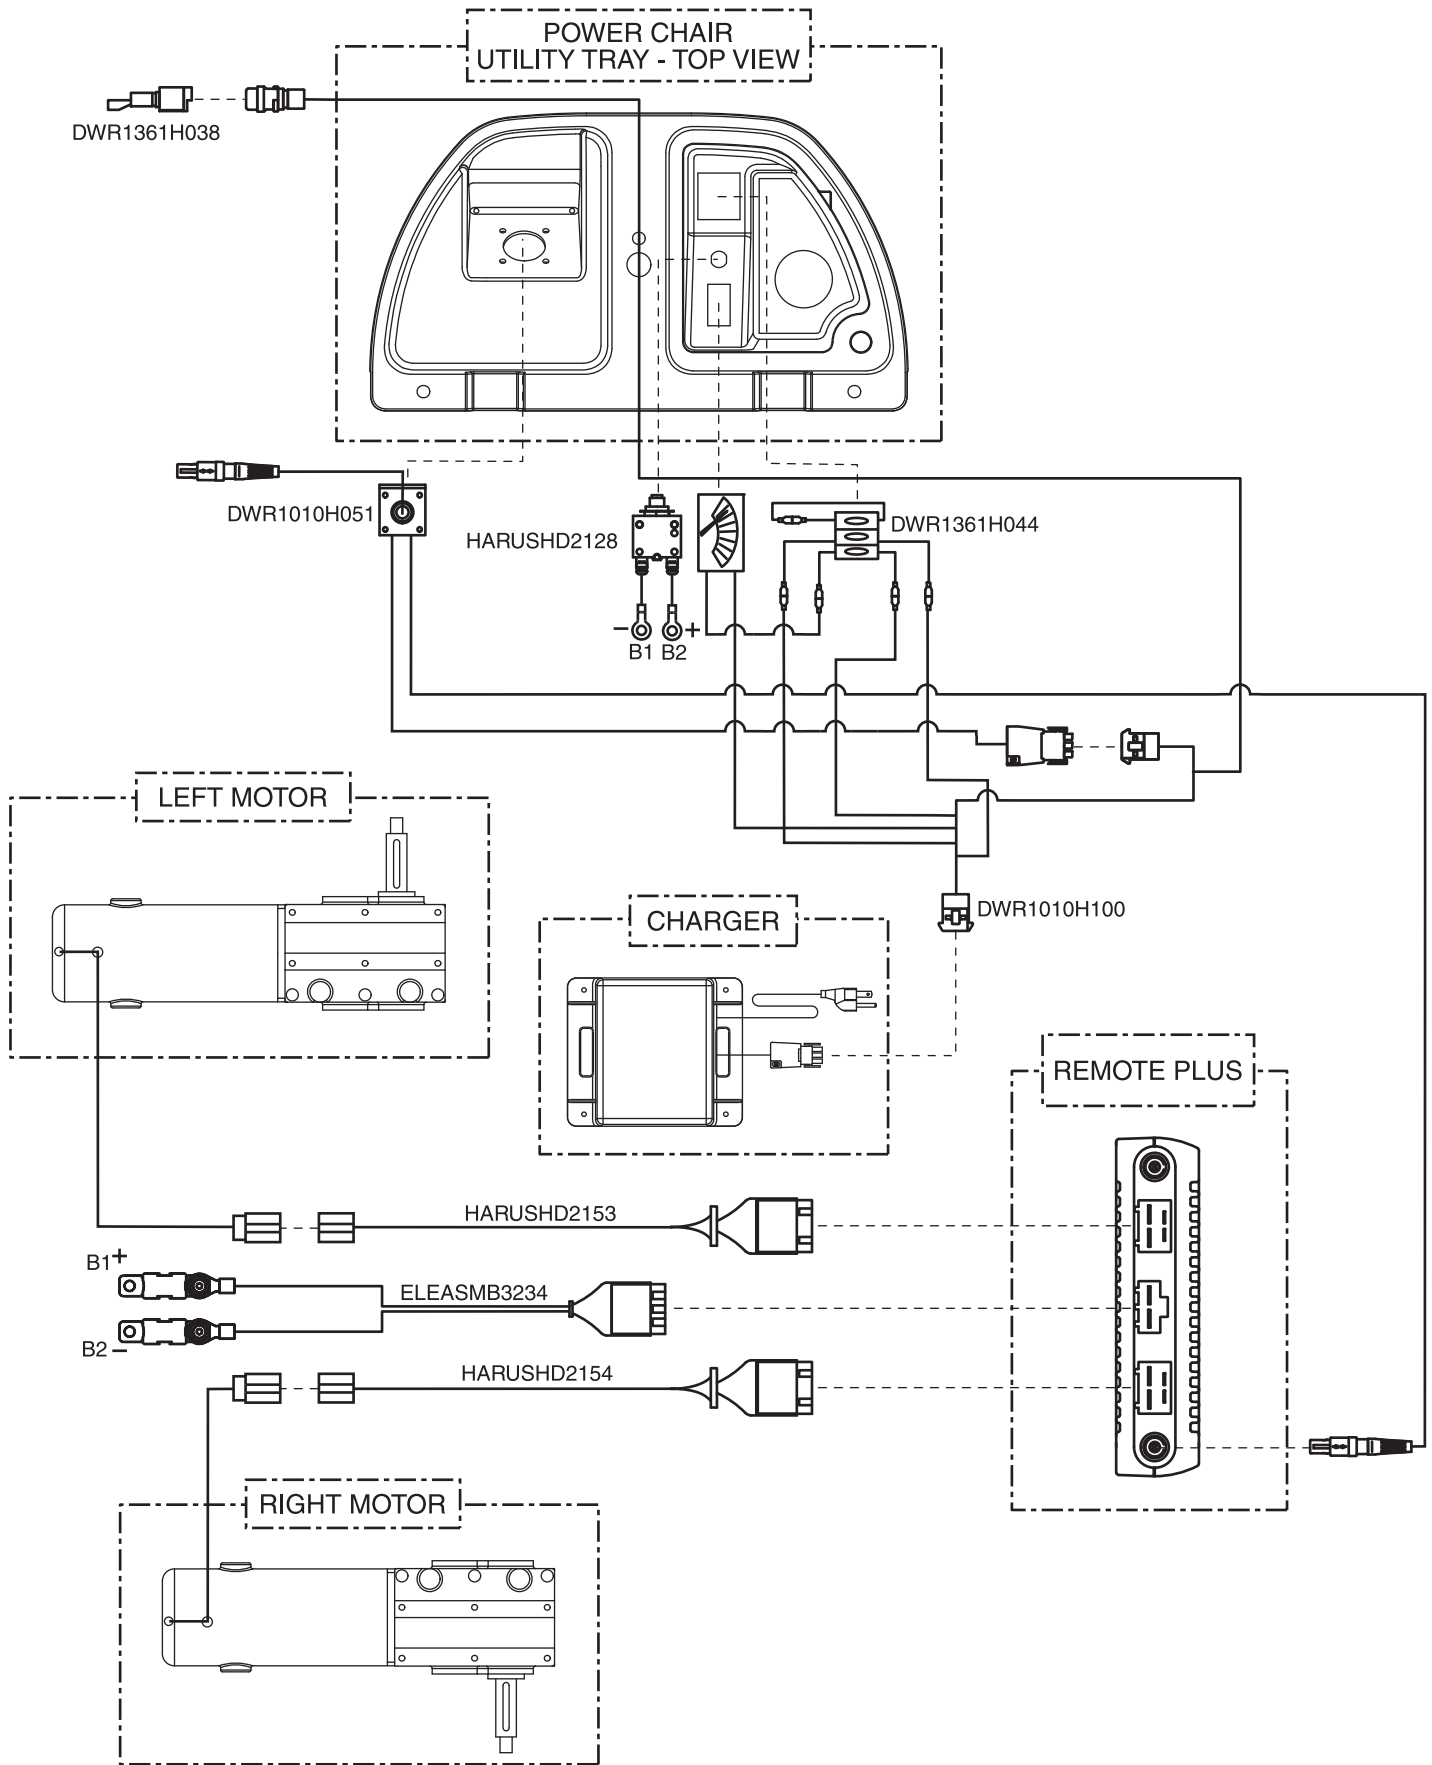 POWER CHAIR
UTILITY TRAY - TOP VIEW
DWR1361H038
DWR1010H051
HARUSHD2128
DWR1361H044
− +
B1 B2
LEFT MOTOR
CHARGER
DWR1010H100
REMOTE PLUS
HARUSHD2153
B1+
ELEASMB3234
B2−
HARUSHD2154
RIGHT MOTOR